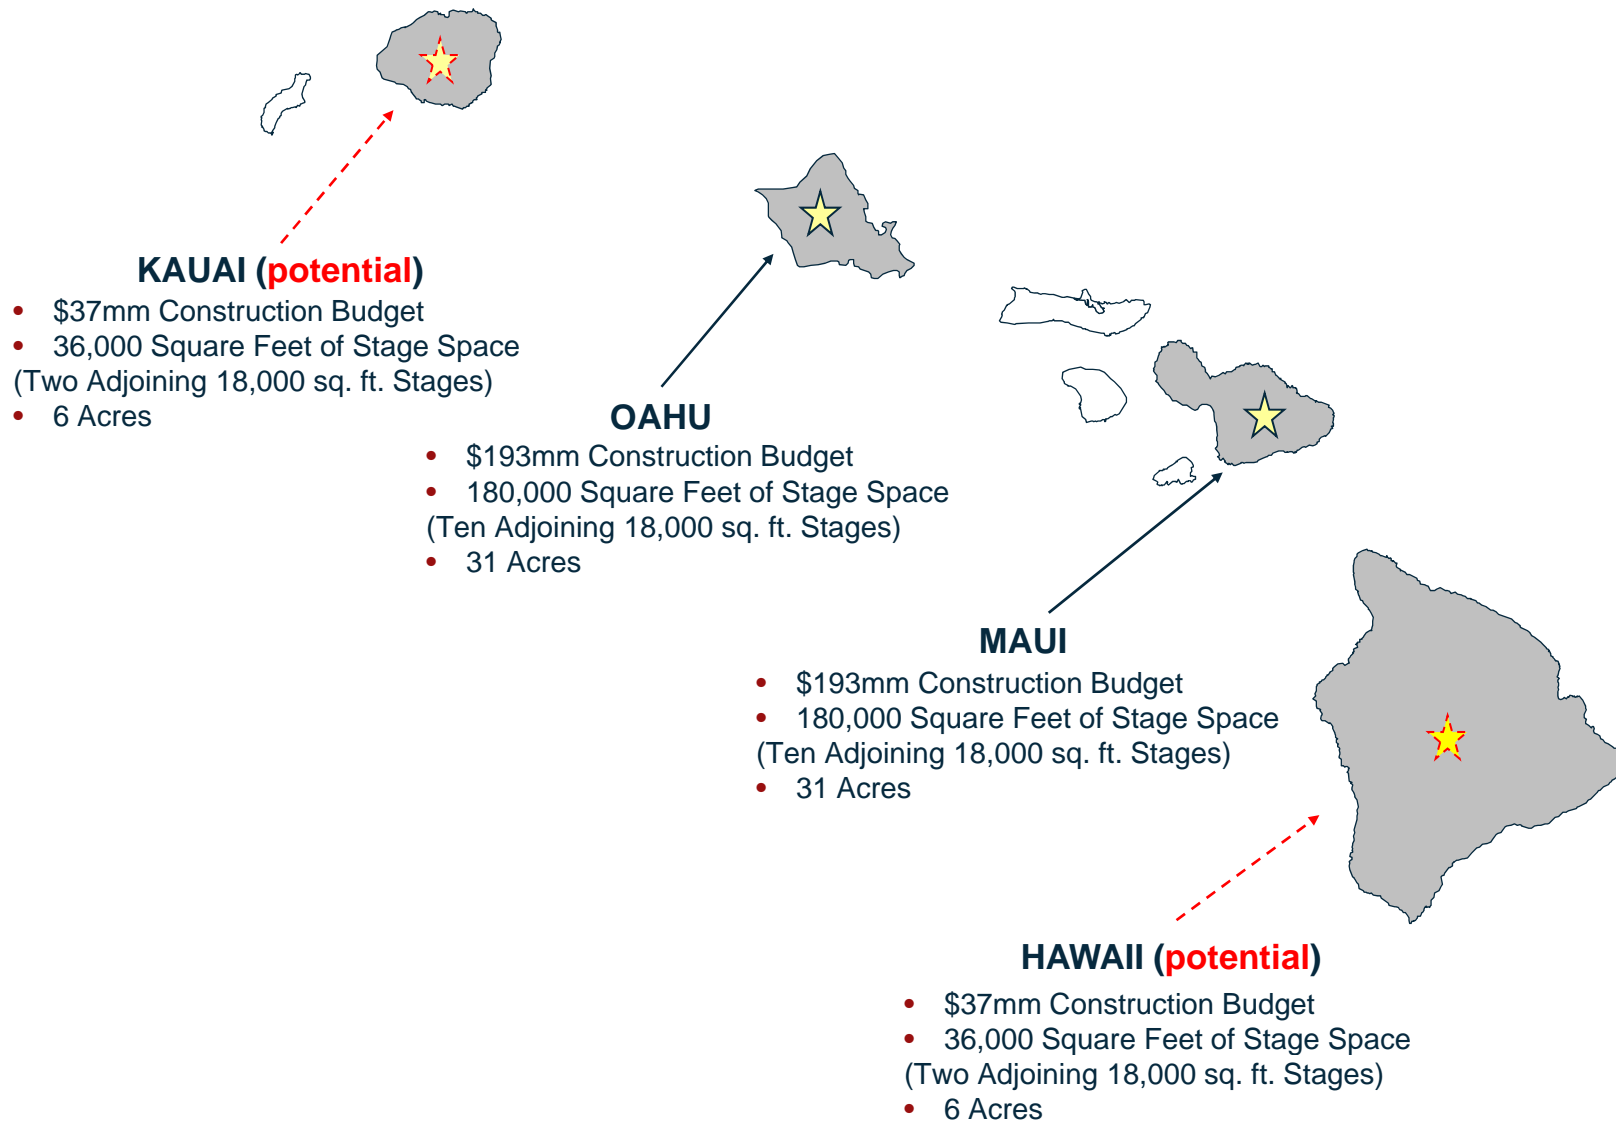 KAUAI (potential)
• $37mm Construction Budget
• 36,000 Square Feet of Stage Space
(Two Adjoining 18,000 sq. ft. Stages)
• 6 Acres
OAHU
• $193mm Construction Budget
• 180,000 Square Feet of Stage Space
(Ten Adjoining 18,000 sq. ft. Stages)
• 31 Acres
MAUI
• $193mm Construction Budget
• 180,000 Square Feet of Stage Space
(Ten Adjoining 18,000 sq. ft. Stages)
• 31 Acres
HAWAII (potential)
• $37mm Construction Budget
• 36,000 Square Feet of Stage Space
(Two Adjoining 18,000 sq. ft. Stages)
• 6 Acres